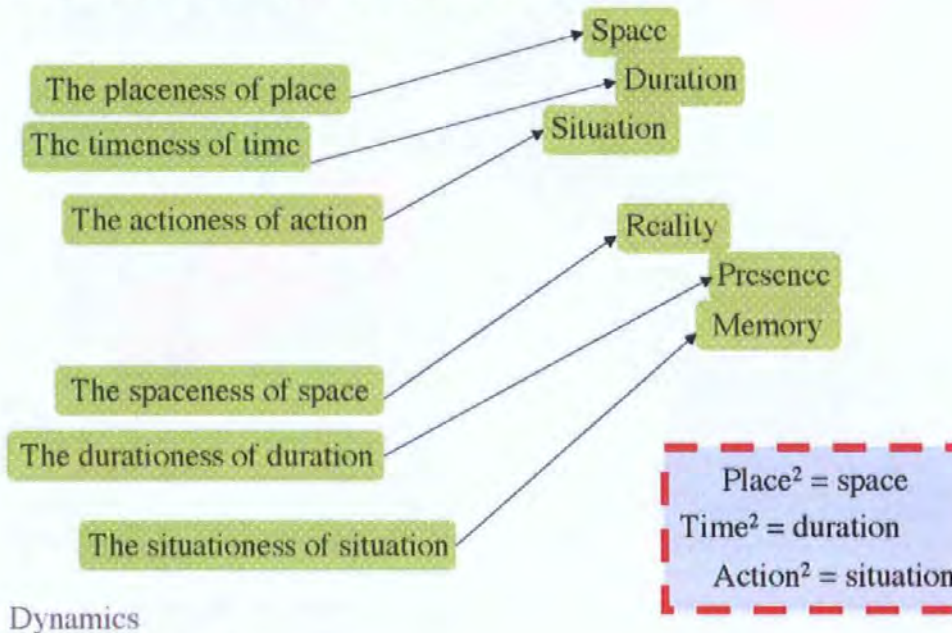 Space
The placeness of place
Duration
The timeness of time
Situation
The actioness of action
Reality
Presence
Memory
The spaceness of space
The durationess of duration
The situationess of situation
Place² = space
Time² = duration
Action² = situation
Dynamics